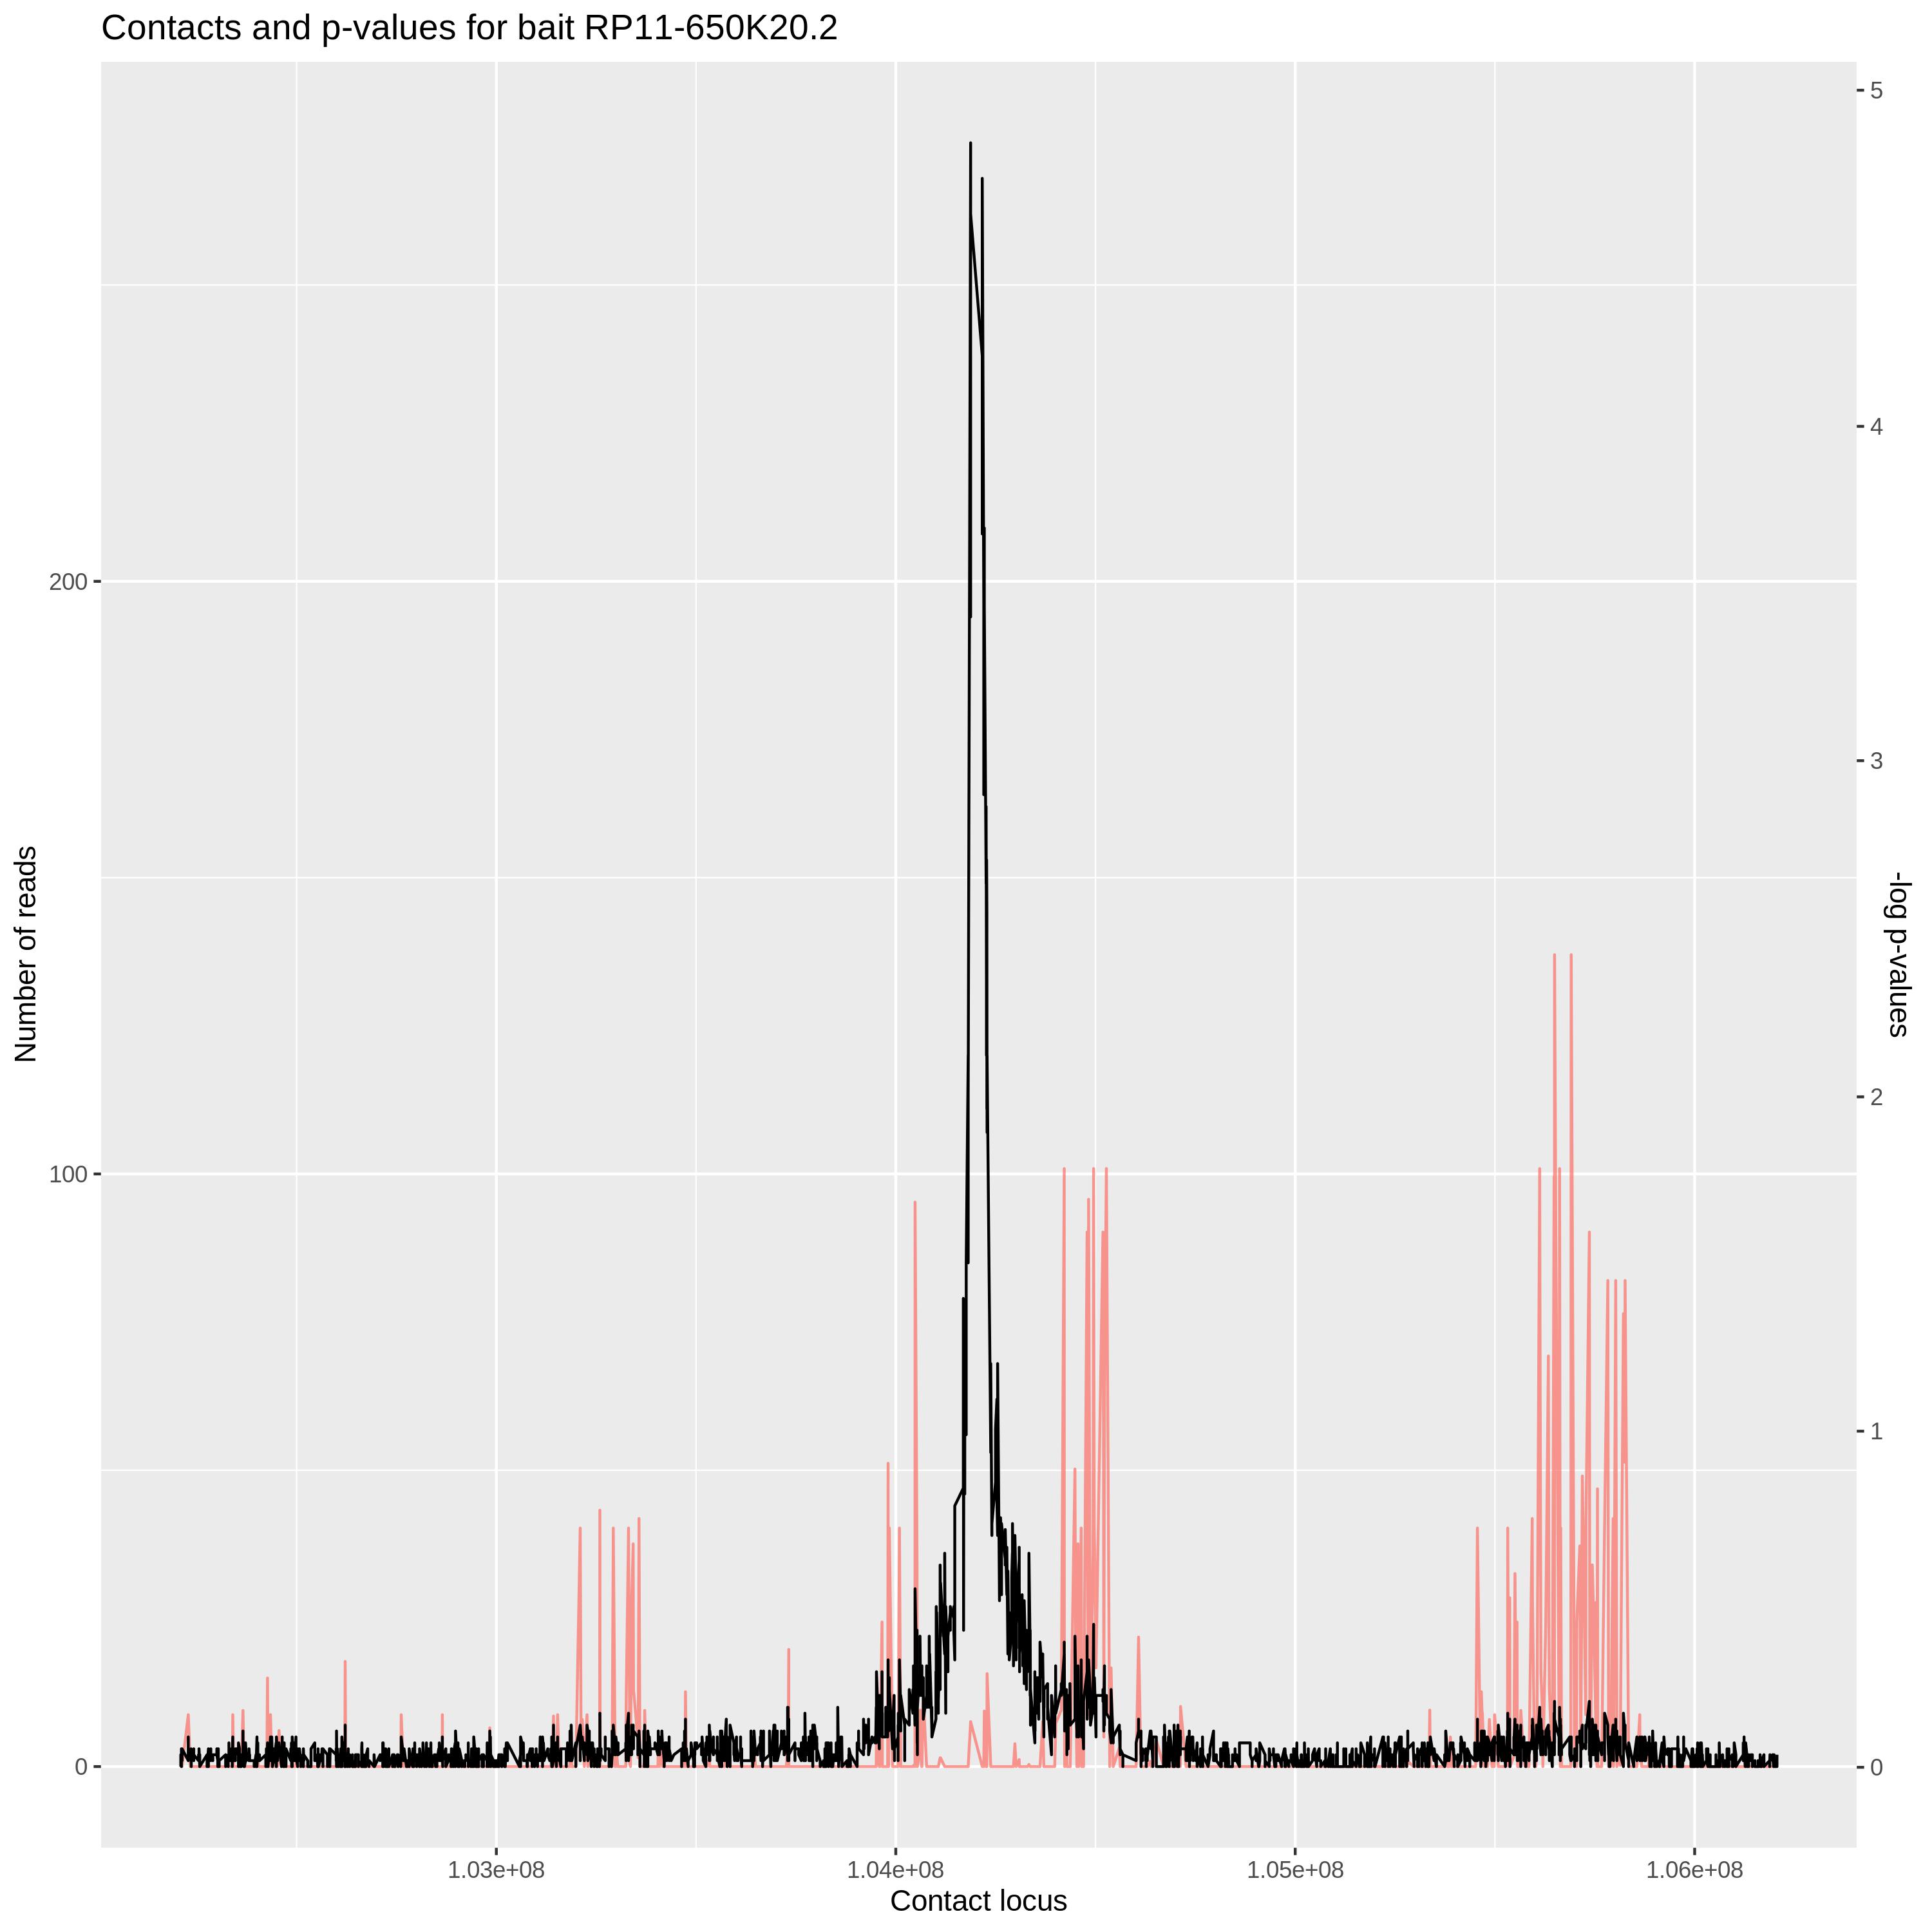 Contacts and p-values for bait RP11-650K20.2
Number of reads
200
100
0
5
4
3
2
1
0
-log p-values
1.03e+08 1.04e+08 1.05e+08 1.06e+08
Contact locus